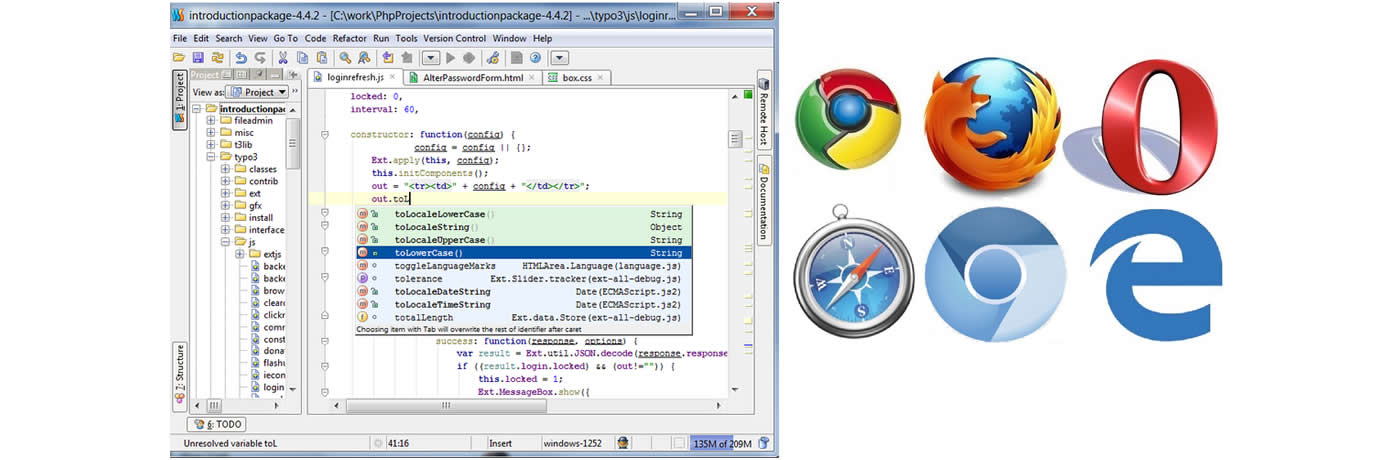 introductionpackage-4.4.2 - [C:\work\PhpProjects\introductionpackage-4.4.2] - ...\typo3\js\loginr...
File Edit Search View Go To Code Refactor Run Tools Version Control Window Help
Project
loginrefresh.js
AlterPasswordForm.html
box.css
1: Project
View as: Project
introductionpac
fileadmin
misc
t3lib
typo3
classes
contrib
ext
gfx
install
interface
js
extjs
backe
backe
brow
clearc
clickn
comm
const
donat
flashu
iecon
login
7: Structure
locked: 0,
interval: 60,
constructor: function(config) {
config = config || {};
Ext.apply(this, config);
this.initComponents();
out = "<tr><td>" + config + "</td></tr>";
out.toL
toLocaleLowerCase() String
toLocaleString() Object
toLocaleUpperCase() String
toLowerCase() String
toggleLanguageMarks HTMLArea.Language(language.js)
tolerance Ext.Slider.tracker(ext-all-debug.js)
toLocaleDateString Date(ECMAScript.js2)
toLocaleTimeString Date(ECMAScript.js2)
totalLength Ext.data.Store(ext-all-debug.js)
Choosing item with Tab will overwrite the rest of identifier after caret
success: function(response, options) {
var result = Ext.util.JSON.decode(response.response
if ((result.login.locked) && (out!="")) {
this.locked = 1;
Ext.MessageBox.show({
Remote Host
Documentation
6: TODO
Unresolved variable toL 41:16 Insert windows-1252 135M of 209M
N
E
S
W